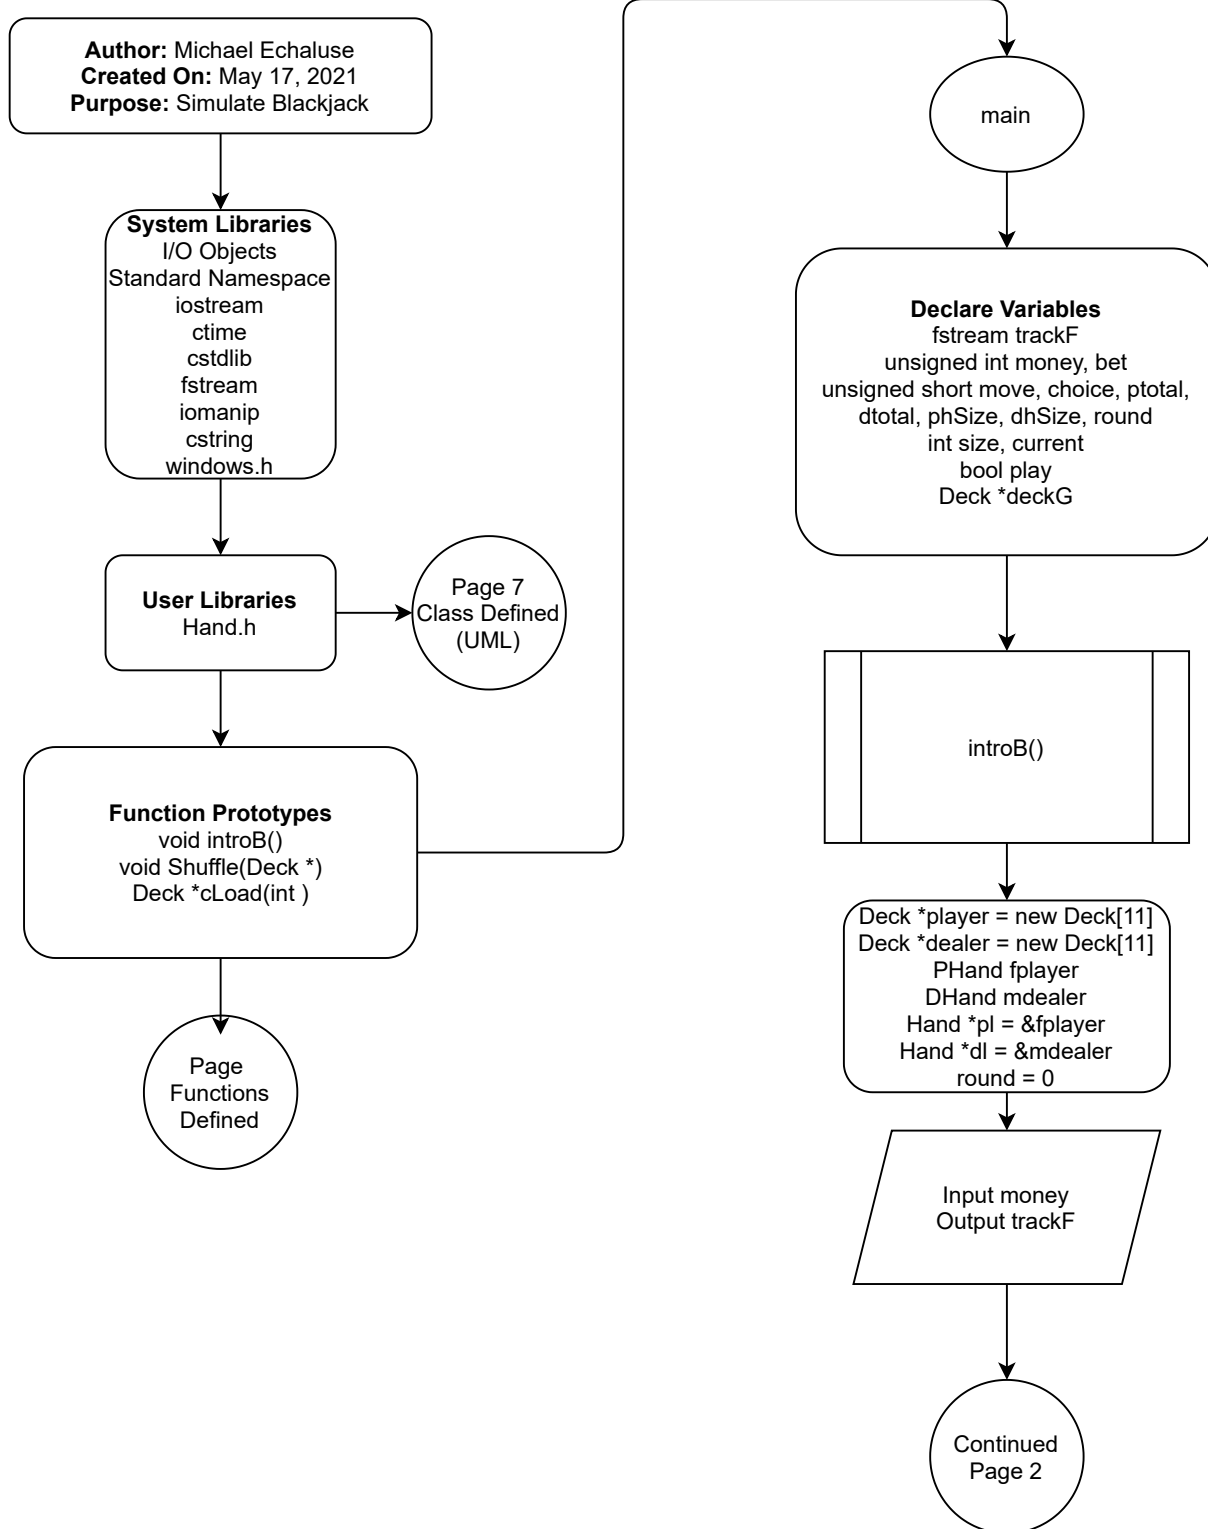 Author: Michael Echaluse
Created On: May 17, 2021
Purpose: Simulate Blackjack
System Libraries
I/O Objects
Standard Namespace
iostream
ctime
cstdlib
fstream
iomanip
cstring
windows.h
User Libraries
Hand.h
Page 7
Class Defined
(UML)
Function Prototypes
void introB()
void Shuffle(Deck *)
Deck *cLoad(int )
Page
Functions
Defined
main
Declare Variables
fstream trackF
unsigned int money, bet
unsigned short move, choice, ptotal,
dtotal, phSize, dhSize, round
int size, current
bool play
Deck *deckG
introB()
Deck *player = new Deck[11]
Deck *dealer = new Deck[11]
PHand fplayer
DHand mdealer
Hand *pl = &fplayer
Hand *dl = &mdealer
round = 0
Input money
Output trackF
Continued
Page 2